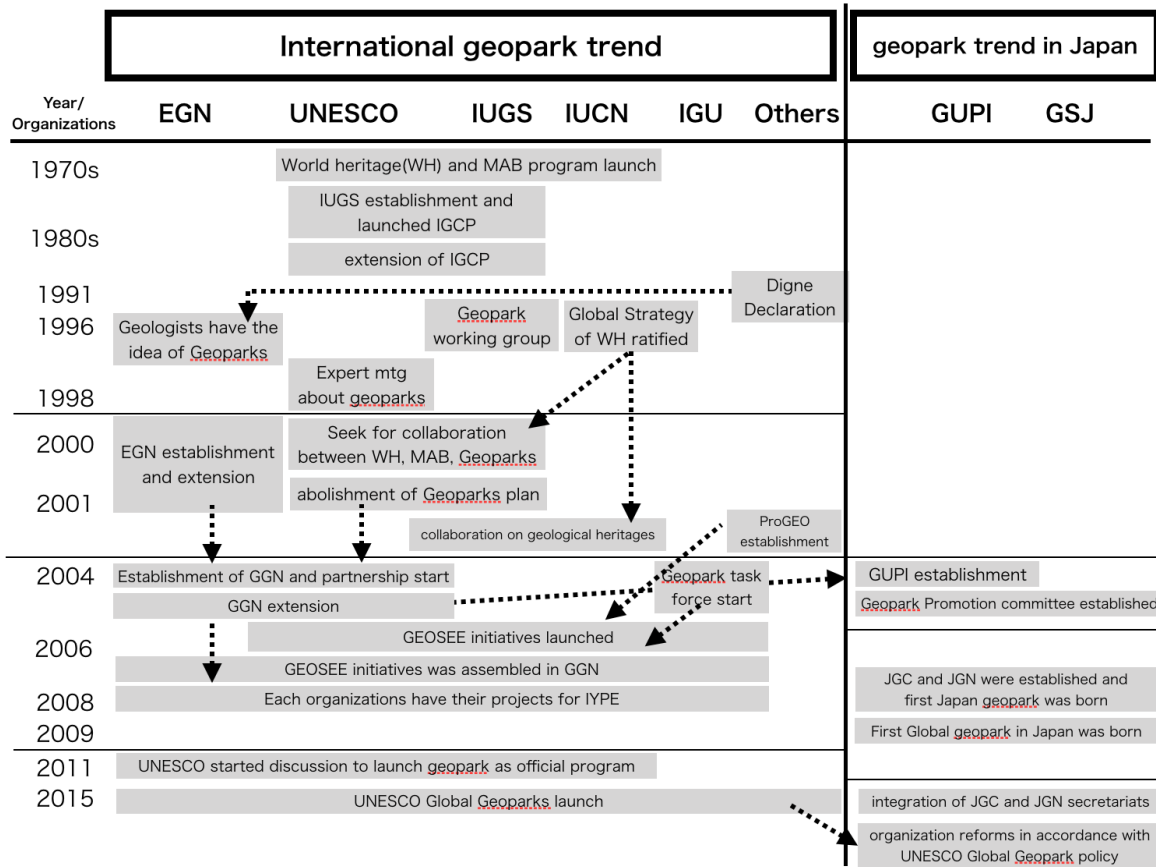 International geopark trend
geopark trend in Japan
Year/
Organizations
EGN
UNESCO
IUGS
IUCN
IGU
Others
GUPI
GSJ
1970s
World heritage(WH) and MAB program launch
IUGS establishment and
launched IGCP
1980s
extension of IGCP
1991
Digne
Declaration
1996
Geologists have the
idea of Geoparks
Geopark
working group
Global Strategy
of WH ratified
1998
Expert mtg
about geoparks
2000
EGN establishment
and extension
Seek for collaboration
between WH, MAB, Geoparks
2001
abolishment of Geoparks plan
collaboration on geological heritages
ProGEO
establishment
2004
Establishment of GGN and partnership start
GGN extension
Geopark task
force start
GUPI establishment
Geopark Promotion committee established
2006
GEOSEE initiatives launched
GEOSEE initiatives was assembled in GGN
2008
Each organizations have their projects for IYPE
JGC and JGN were established and
first Japan geopark was born
2009
First Global geopark in Japan was born
2011
UNESCO started discussion to launch geopark as official program
2015
UNESCO Global Geoparks launch
integration of JGC and JGN secretariats
organization reforms in accordance with
UNESCO Global Geopark policy